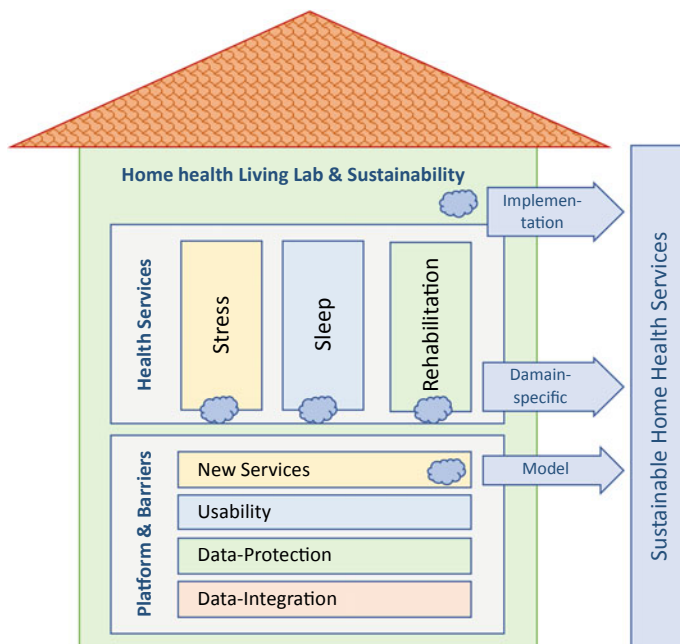 Home health Living Lab & Sustainability
Implemen-
tation
Health Services
Stress
Sleep
Rehabilitation
Damain-
specific
Platform & Barriers
New Services
Model
Usability
Data-Protection
Data-Integration
Sustainable Home Health Services